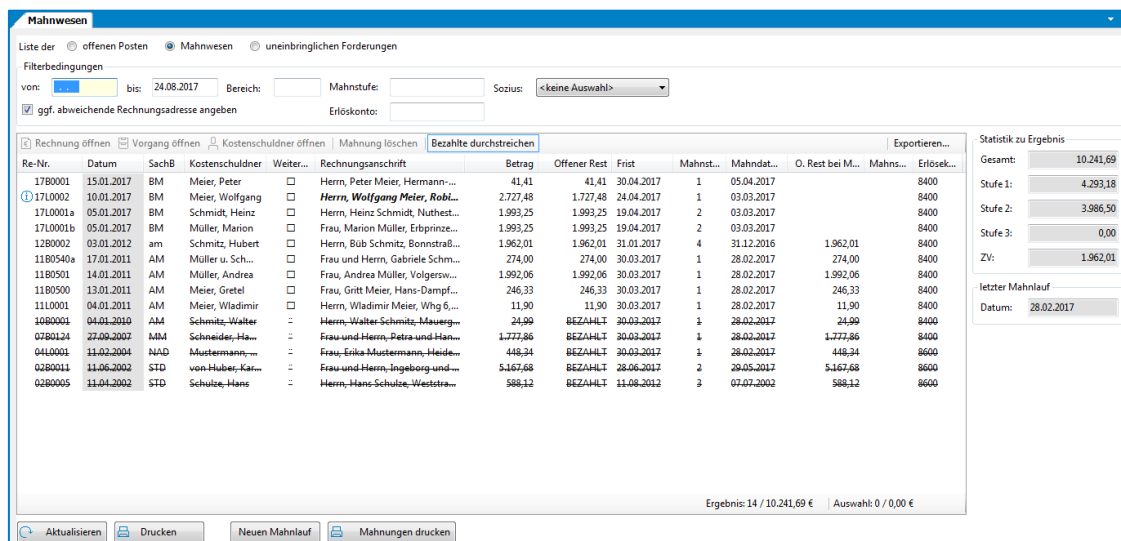 Mahnwesen
Liste der offenen Posten Mahnwesen uneinbringlichen Forderungen
Filterbedingungen
von: . . bis: 24.08.2017 Bereich: Mahnstufe: Sozius: <keine Auswahl>
ggf. abweichende Rechnungsadresse angeben Erlöskonto:
Rechnung öffnen Vorgang öffnen Kostenschuldner öffnen Mahnung löschen Bezahlte durchstreichen Exportieren...
Re-Nr. Datum SachB Kostenschuldner Weiter... Rechnungsanschrift Betrag Offener Rest Frist Mahnst... Mahndat... O. Rest bei M... Mahns... Erlösek...
17B0001 15.01.2017 BM Meier, Peter Herrn, Peter Meier, Hermann-... 41,41 41,41 30.04.2017 1 05.04.2017 8400
17L0002 10.01.2017 BM Meier, Wolfgang Herrn, Wolfgang Meier, Robi... 2.727,48 1.727,48 24.04.2017 1 03.03.2017 8400
17L0001a 05.01.2017 BM Schmidt, Heinz Herrn, Heinz Schmidt, Nuthest... 1.993,25 1.993,25 19.04.2017 2 03.03.2017 8400
17L0001b 05.01.2017 BM Müller, Marion Frau, Marion Müller, Erbprinze... 1.993,25 1.993,25 19.04.2017 2 03.03.2017 8400
12B0002 03.01.2012 am Schmitz, Hubert Herrn, Büb Schmitz, Bonnstraß... 1.962,01 1.962,01 31.01.2017 4 31.12.2016 1.962,01 8400
11B0540a 17.01.2011 AM Müller u. Sch... Frau und Herrn, Gabriele Schm... 274,00 274,00 30.03.2017 1 28.02.2017 274,00 8400
11B0501 14.01.2011 AM Müller, Andrea Frau, Andrea Müller, Volgersw... 1.992,06 1.992,06 30.03.2017 1 28.02.2017 1.992,06 8400
11B0500 13.01.2011 AM Meier, Gretel Frau, Gritt Meier, Hans-Dampf... 246,33 246,33 30.03.2017 1 28.02.2017 246,33 8400
11L0001 04.01.2011 AM Meier, Wladimir Herrn, Wladimir Meier, Whg 6,... 11,90 11,90 30.03.2017 1 28.02.2017 11,90 8400
10B0001 04.01.2010 AM Schmitz, Walter Herrn, Walter Schmitz, Mauerg... 24,99 BEZAHLT 30.03.2017 1 28.02.2017 24,99 8400
07B0124 27.09.2007 MM Schneider, Ha... Frau und Herrn, Petra und Han... 1.777,86 BEZAHLT 30.03.2017 1 28.02.2017 1.777,86 8400
04L0001 11.02.2004 NAD Mustermann, ... Frau, Erika Mustermann, Heide... 448,34 BEZAHLT 30.03.2017 1 28.02.2017 448,34 8600
02B0011 11.06.2002 STD von Huber, Kar... Frau und Herrn, Ingeborg und ... 5.167,68 BEZAHLT 28.06.2017 2 29.05.2017 5.167,68 8600
02B0005 11.04.2002 STD Schulze, Hans Herrn, Hans Schulze, Weststra... 588,12 BEZAHLT 11.08.2012 3 07.07.2002 588,12 8600
Ergebnis: 14 / 10.241,69 € Auswahl: 0 / 0,00 €
Statistik zu Ergebnis
Gesamt: 10.241,69
Stufe 1: 4.293,18
Stufe 2: 3.986,50
Stufe 3: 0,00
ZV: 1.962,01
letzter Mahnlauf
Datum: 28.02.2017
Aktualisieren Drucken Neuen Mahnlauf Mahnungen drucken